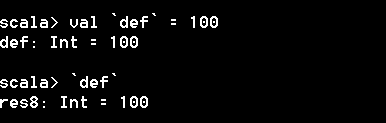 scala> val `def` = 100
def: Int = 100
scala> `def`
res8: Int = 100